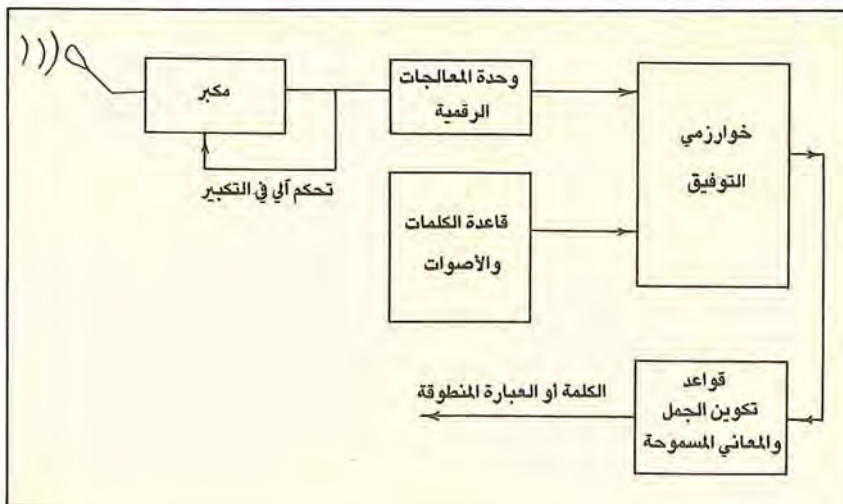 مكبر
تحكم آلي في التكبير
وحدة المعالجات
الرقمية
قاعدة الكلمات
والأصوات
خوارزمي
التوفيق
قواعد
تكوين الجمل
والمعاني المسموحة
الكلمة أو العبارة المنطوقة